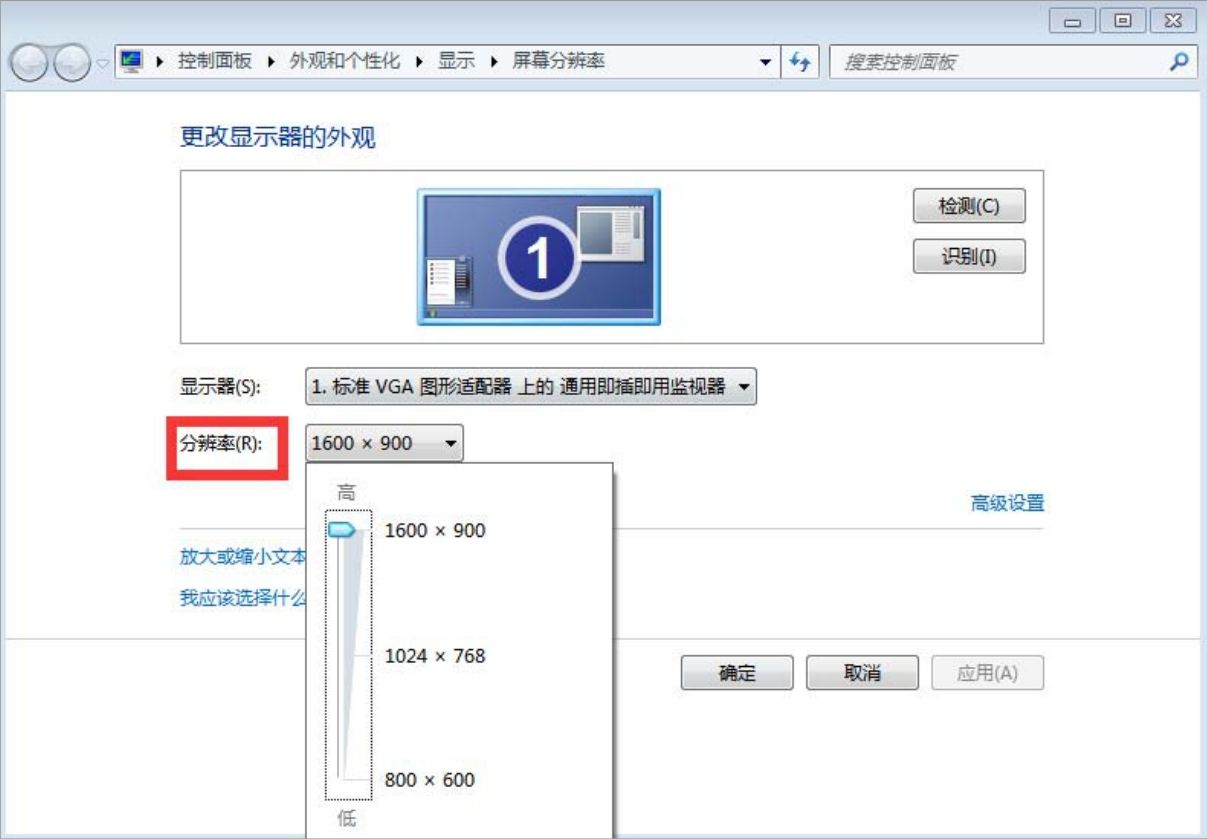 控制面板 外观和个性化 显示 屏幕分辨率 搜索控制面板
更改显示器的外观
1
检测(C)
识别(I)
显示器(S): 1. 标准 VGA 图形适配器 上的 通用即插即用监视器
分辨率(R): 1600 × 900
高
1600 × 900
1024 × 768
800 × 600
低
高级设置
放大或缩小文本
我应该选择什么
确定 取消 应用(A)